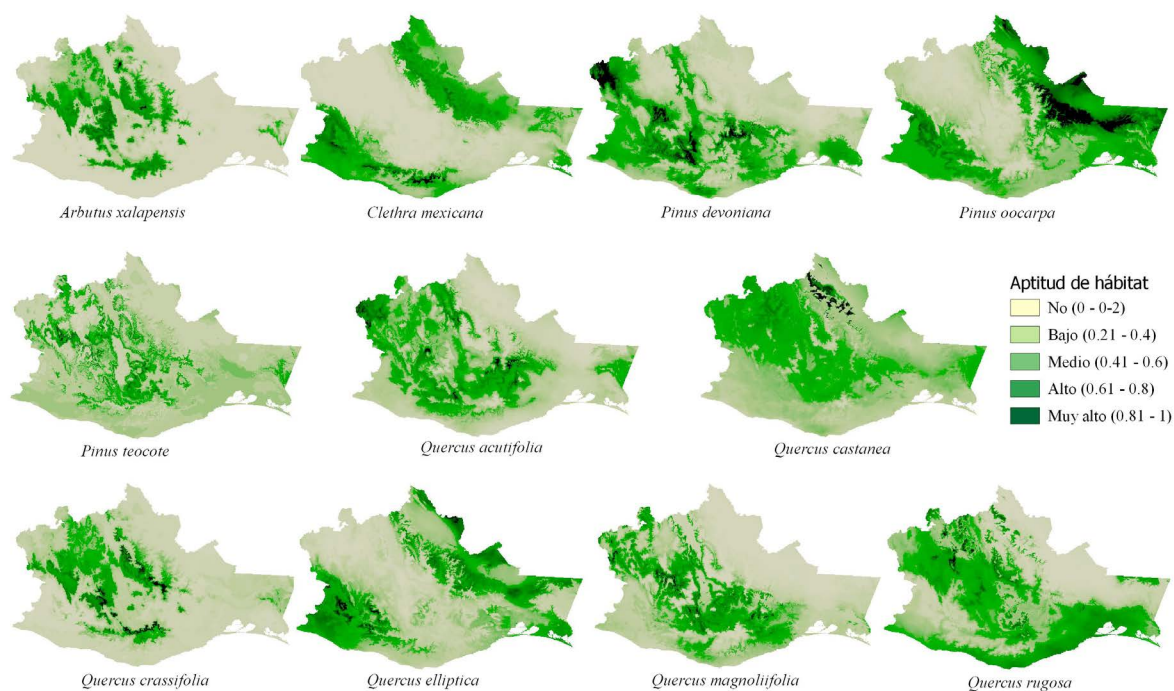 Arbutus xalapensis
Clethra mexicana
Pinus devoniana
Pinus oocarpa
Pinus teocote
Quercus acutifolia
Quercus castanea
Aptitud de hábitat
No (0 - 0-2)
Bajo (0.21 - 0.4)
Medio (0.41 - 0.6)
Alto (0.61 - 0.8)
Muy alto (0.81 - 1)
Quercus crassifolia
Quercus elliptica
Quercus magnoliifolia
Quercus rugosa